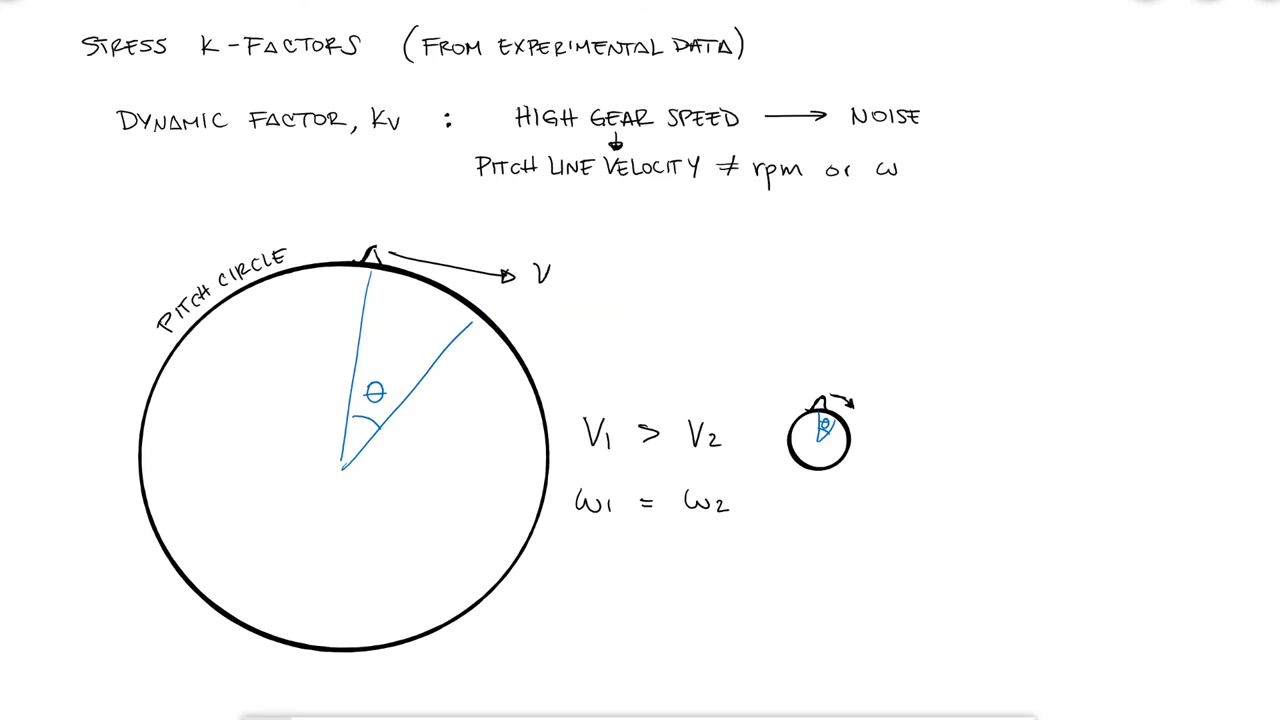 STRESS K-FACTORS (FROM EXPERIMENTAL DATA)
DYNAMIC FACTOR, KV : HIGH GEAR SPEED → NOISE
↓
PITCH LINE VELOCITY ≠ rpm or ω
PITCH CIRCLE
V
θ
V1 > V2
θ
ω1 = ω2